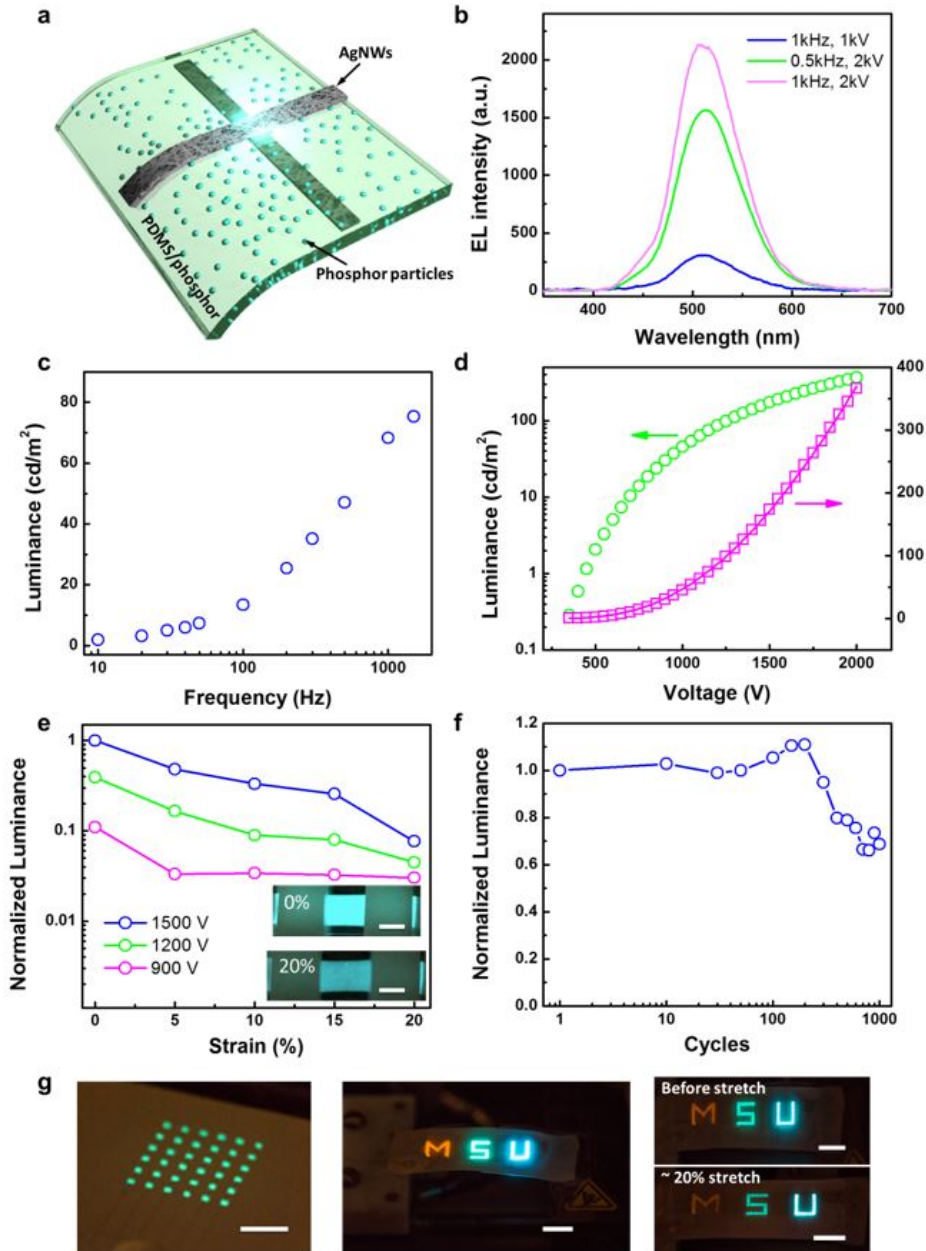 a
AgNWs
PDMS/phosphor
Phosphor particles
b
1kHz, 1kV
0.5kHz, 2kV
1kHz, 2kV
EL intensity (a.u.)
2000
1500
1000
500
0
400 500 600 700
Wavelength (nm)
c
Luminance (cd/m²)
80
60
40
20
0
10 100 1000
Frequency (Hz)
d
Luminance (cd/m²)
100
10
1
0.1
400
300
200
100
0
500 1000 1500 2000
Voltage (V)
e
Normalized Luminance
1
0.1
0.01
1500 V
1200 V
900 V
0%
20%
0 5 10 15 20
Strain (%)
f
Normalized Luminance
1.2
1.0
0.8
0.6
0.4
0.2
0.0
1 10 100 1000
Cycles
g
M S U
Before stretch
M S U
~ 20% stretch
M S U